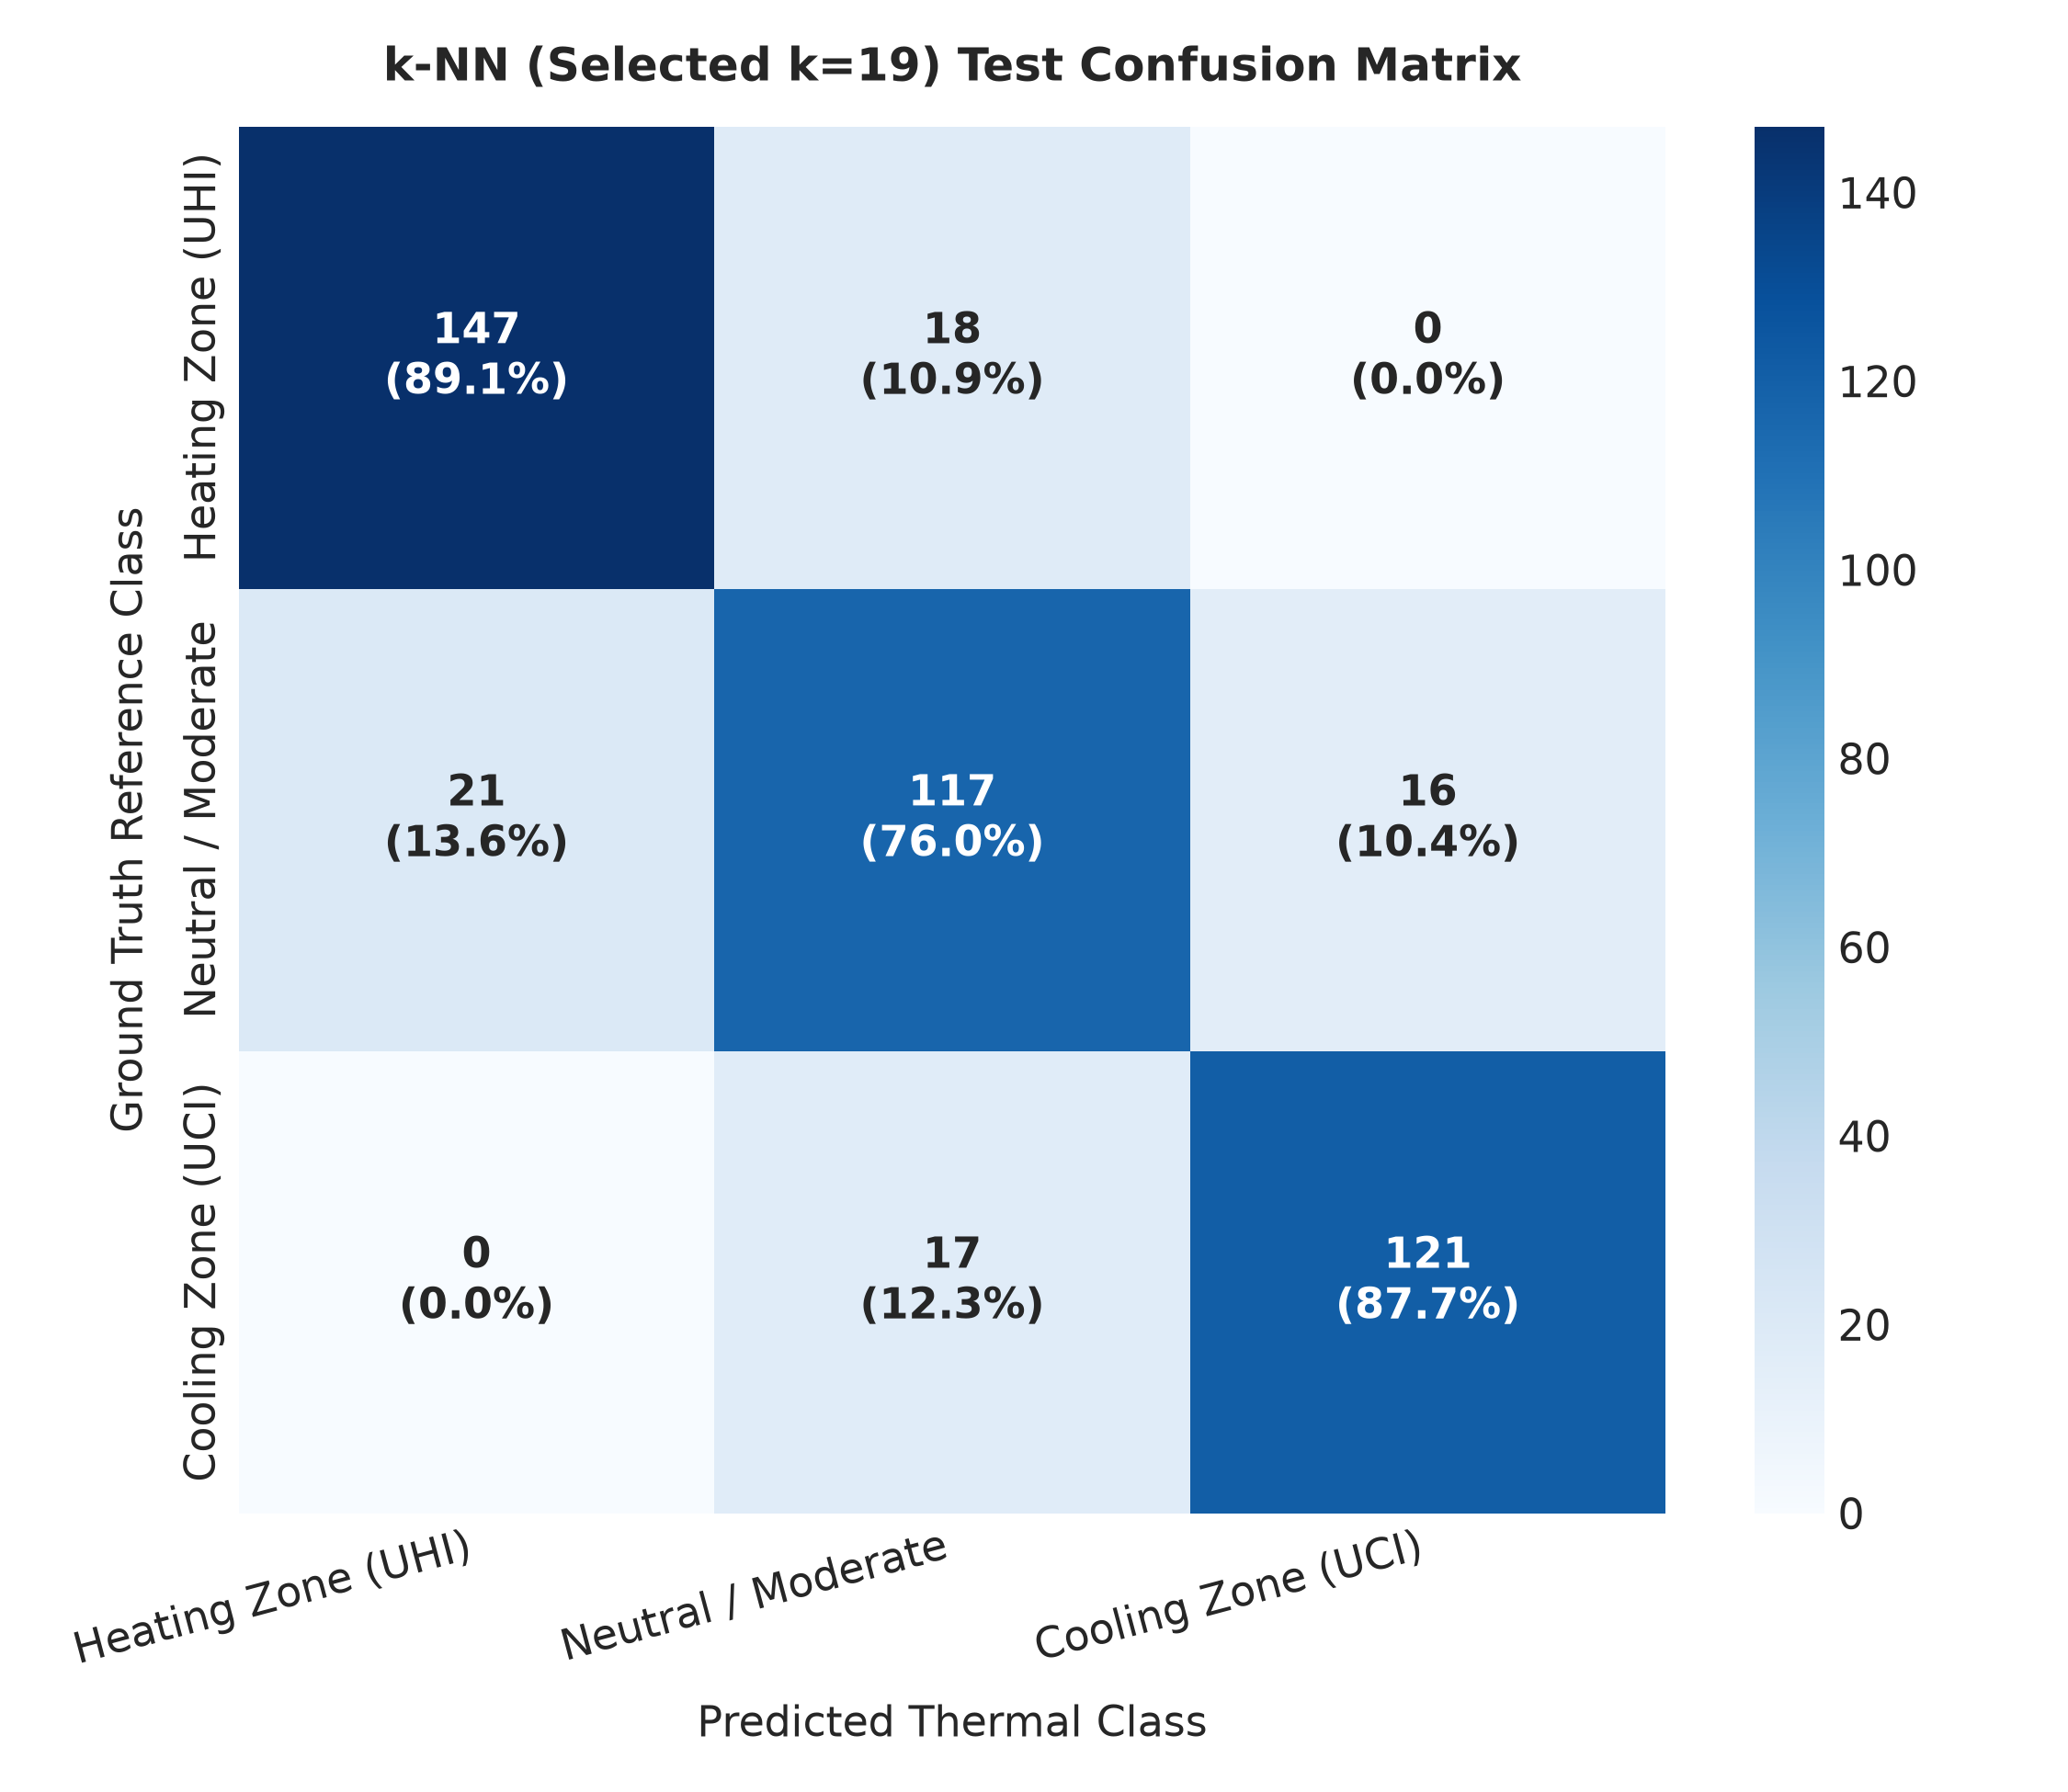 k-NN (Selected k=19) Test Confusion Matrix
Ground Truth Reference Class
Heating Zone (UHI)
147
(89.1%)
18
(10.9%)
0
(0.0%)
Neutral / Moderate
21
(13.6%)
117
(76.0%)
16
(10.4%)
Cooling Zone (UCI)
0
(0.0%)
17
(12.3%)
121
(87.7%)
Heating Zone (UHI)
Neutral / Moderate
Cooling Zone (UCI)
Predicted Thermal Class
140
120
100
80
60
40
20
0